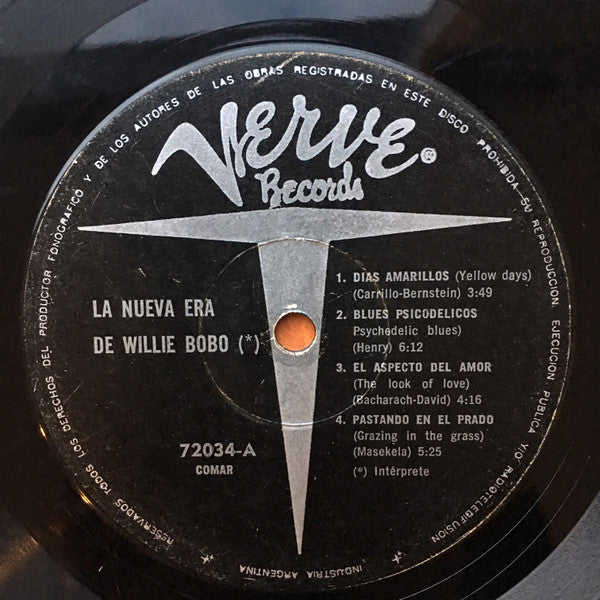 RESERVADOS TODOS LOS DERECHOS DEL PRODUCTOR FONOGRAFICO Y DE LOS AUTORES DE LAS OBRAS REGISTRADAS EN ESTE DISCO PROHIBIDA SU REPRODUCCION, EJECUCION PUBLICA Y/O RADIOTELEDIFUSION
VERVE®
Records
LA NUEVA ERA
DE WILLIE BOBO (*)
72034-A
COMAR
1. DIAS AMARILLOS (Yellow days)
(Carrillo-Bernstein) 3:49
2. BLUES PSICODELICOS
Psychedelic blues)
(Henry) 6:12
3. EL ASPECTO DEL AMOR
(The look of love)
(Bacharach-David) 4:16
4. PASTANDO EN EL PRADO
(Grazing in the grass)
(Masekela) 5:25
(*) Intérprete
INDUSTRIA ARGENTINA